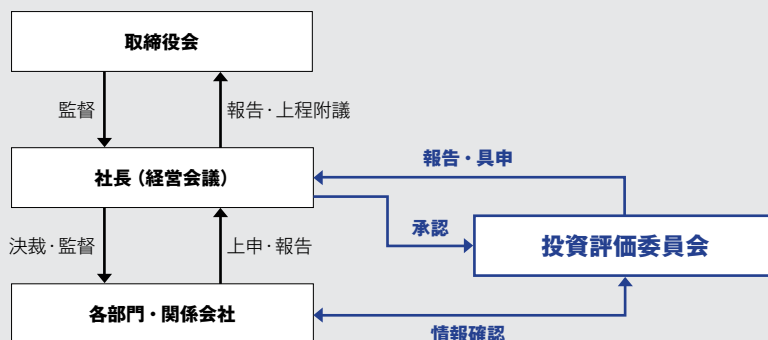 取締役会
監督
報告・上程附議
社長（経営会議）
報告・具申
承認
決裁・監督
上申・報告
投資評価委員会
各部門・関係会社
情報確認